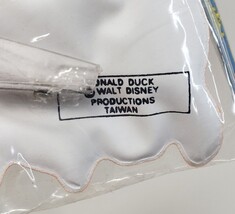 ONALD DUCK
WALT DISNEY
PRODUCTIONS
TAIWAN